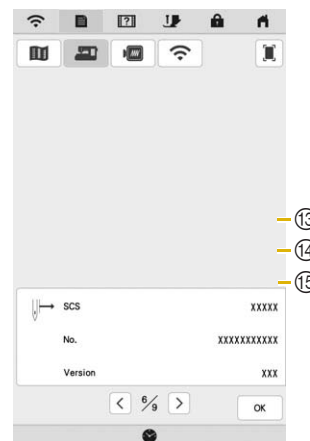 ?
⑬
⑭
⑮
SCS XXXXX
No. XXXXXXXXXXX
Version XXX
< 6/9 > OK